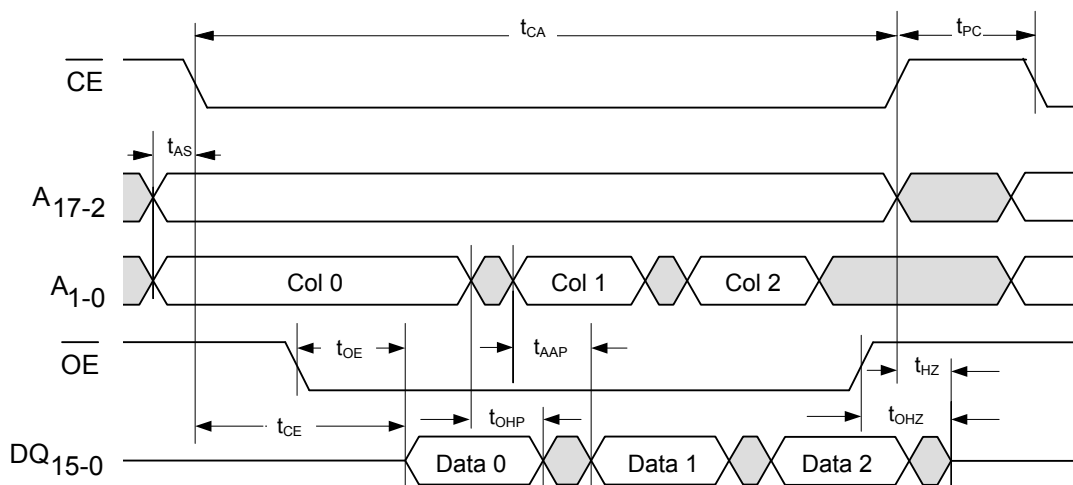 tCA
tPC
CE
tAS
A17-2
A1-0
Col 0
Col 1
Col 2
OE
tOE
tAAP
tHZ
tCE
tOHP
tOHZ
DQ15-0
Data 0
Data 1
Data 2